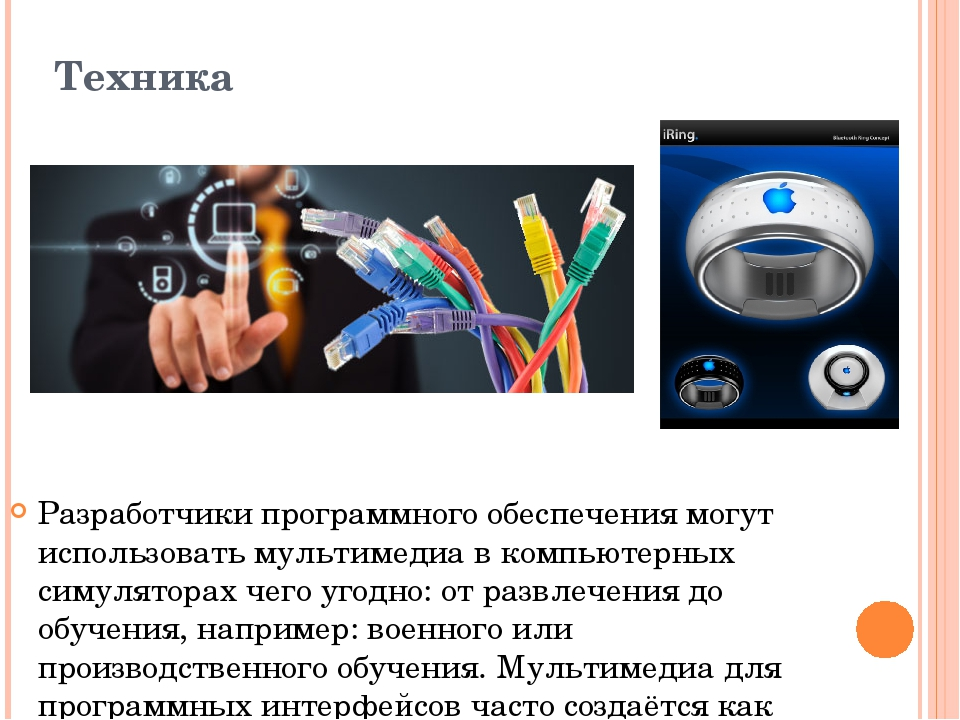 Техника
iRing.
Bluetooth Ring Concept
Разработчики программного обеспечения могут
использовать мультимедиа в компьютерных
симуляторах чего угодно: от развлечения до
обучения, например: военного или
производственного обучения. Мультимедиа для
программных интерфейсов часто создаётся как